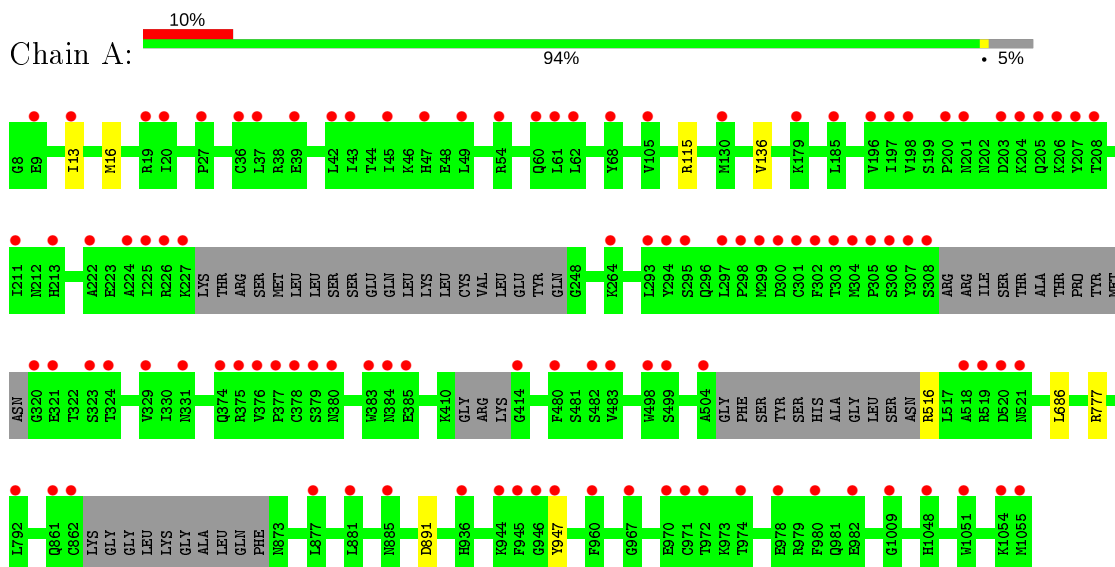 10%
Chain A:
94% • 5%
G8 E9 I13 M16 R19 I20 P27 C36 L37 R38 E39 L42 I43 T44 I45 K46 H47 E48 L49 R54 Q60 L61 L62 Y68 V105 R115 M130 V136 K179 L185 V196 I197 V198 S199 P200 N201 N202 D203 K204 Q205 K206 Y207 T208
I211 N212 H213 A222 E223 A224 I225 R226 K227 LYS THR ARG SER MET LEU LEU SER SER GLU GLN LYS LEU CYS VAL LEU GLU TYR GLN G248 K264 L293 Y294 S295 Q296 L297 P298 M299 D300 C301 F302 T303 M304 P305 S306 Y307 S308 ARG ARG ILE SER THR ALA THR PRO TYR MET
ASN G320 E321 T322 S323 T324 V329 I330 N331 Q374 R375 V376 P377 C378 S379 N380 W383 N384 E385 K410 GLY ARG LYS G414 F480 S481 S482 V483 W498 S499 A504 GLY PHE SER TYR SER HIS ALA GLY LEU SER ASN R516 L517 A518 R519 D520 N521 L686 R777
L792 Q861 C862 LYS GLY GLY LEU LYS GLY ALA LEU GLN PHE N873 L877 L881 N885 D891 H936 K944 F945 G946 Y947 F960 G967 E970 C971 T972 K973 T974 E978 R979 F980 Q981 E982 G1009 H1048 W1051 K1054 M1055